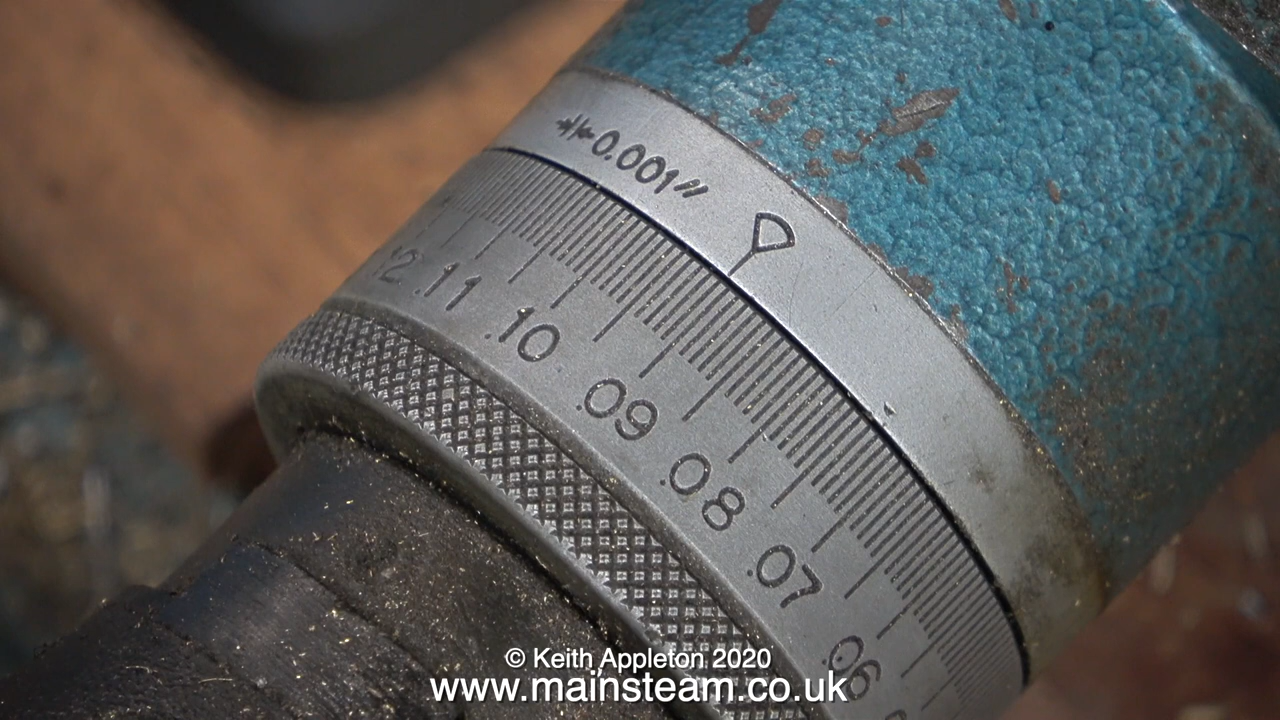 0.001"
.12 .11 .10 .09 .08 .07 .06
© Keith Appleton 2020
www.mainsteam.co.uk